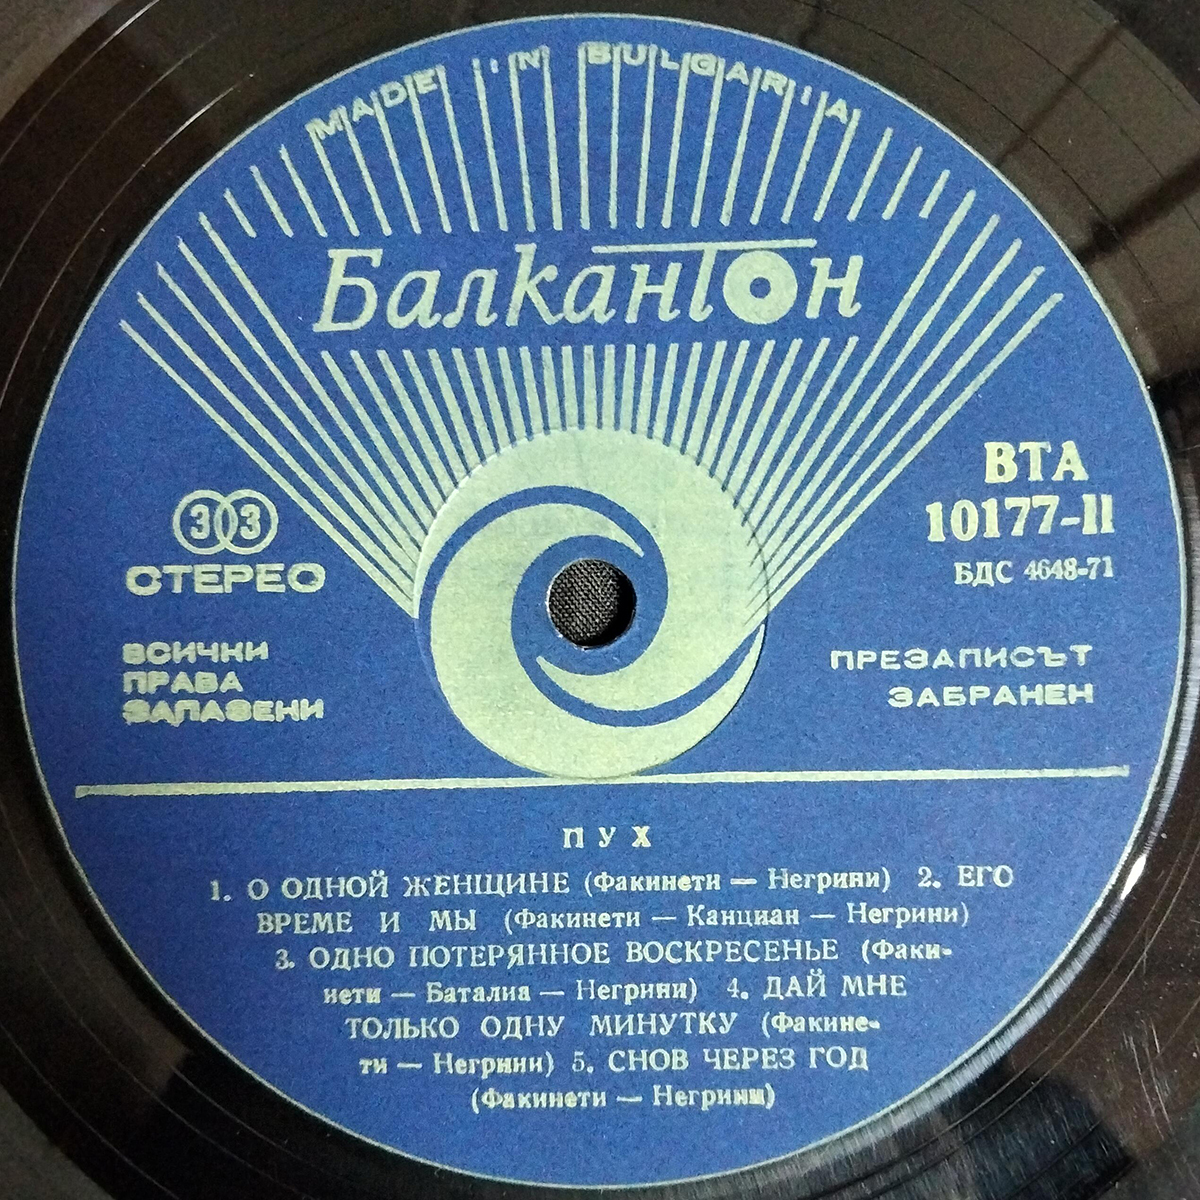 MADE IN BULGARIA
Балкантон
33
СТЕРЕО
ВТА
10177-II
БДС 4648-71
ВСИЧКИ
ПРАВА
ЗАПАЗЕНИ
ПРЕЗАПИСЪТ
ЗАБРАНЕН
ПУХ
1. О ОДНОЙ ЖЕНЩИНЕ (Факинети — Негрини) 2. ЕГО
ВРЕМЕ И МЫ (Факинети — Канциан — Негрини)
3. ОДНО ПОТЕРЯННОЕ ВОСКРЕСЕНЬЕ (Факи-
нети — Баталиа — Негрини) 4. ДАЙ МНЕ
ТОЛЬКО ОДНУ МИНУТКУ (Факине-
ти — Негрини) 5. СНОВ ЧЕРЕЗ ГОД
(Факинети — Негрини)